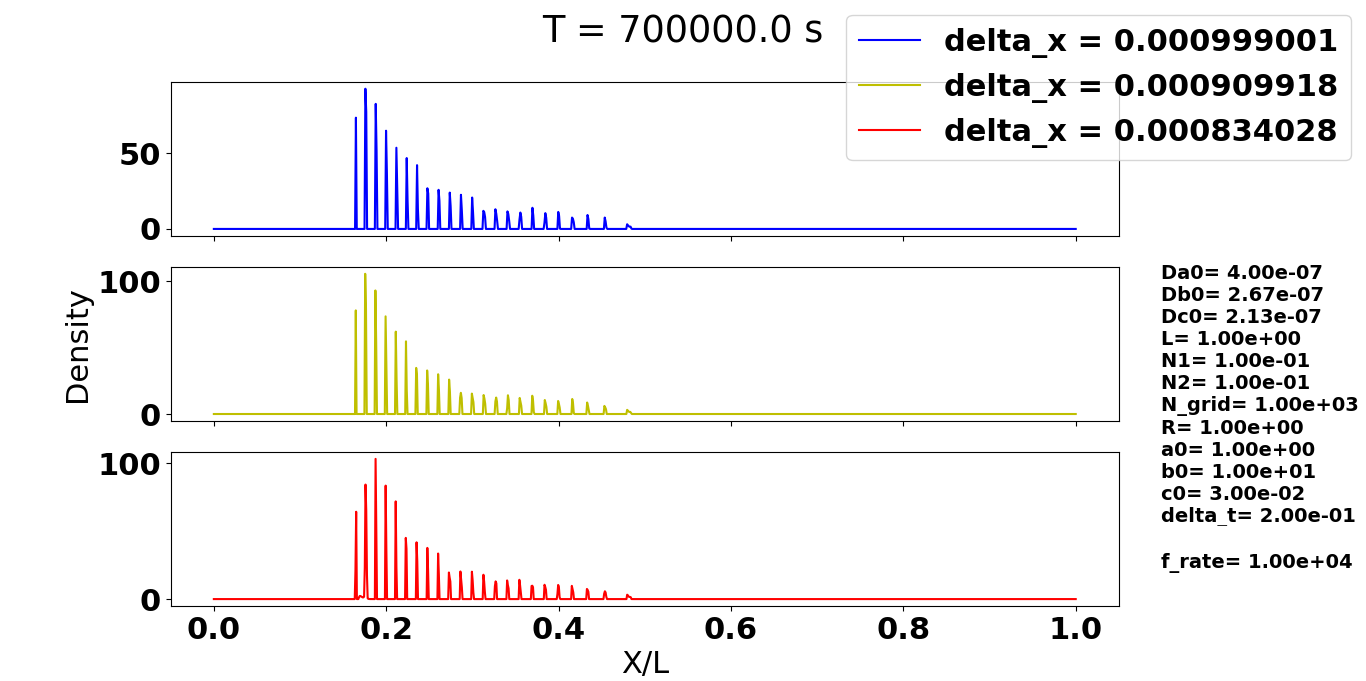 T = 700000.0 s
delta_x = 0.000999001
delta_x = 0.000909918
delta_x = 0.000834028
50
0
100
0
Density
100
0
0.0 0.2 0.4 0.6 0.8 1.0
X/L
Da0= 4.00e-07
Db0= 2.67e-07
Dc0= 2.13e-07
L= 1.00e+00
N1= 1.00e-01
N2= 1.00e-01
N_grid= 1.00e+03
R= 1.00e+00
a0= 1.00e+00
b0= 1.00e+01
c0= 3.00e-02
delta_t= 2.00e-01
f_rate= 1.00e+04